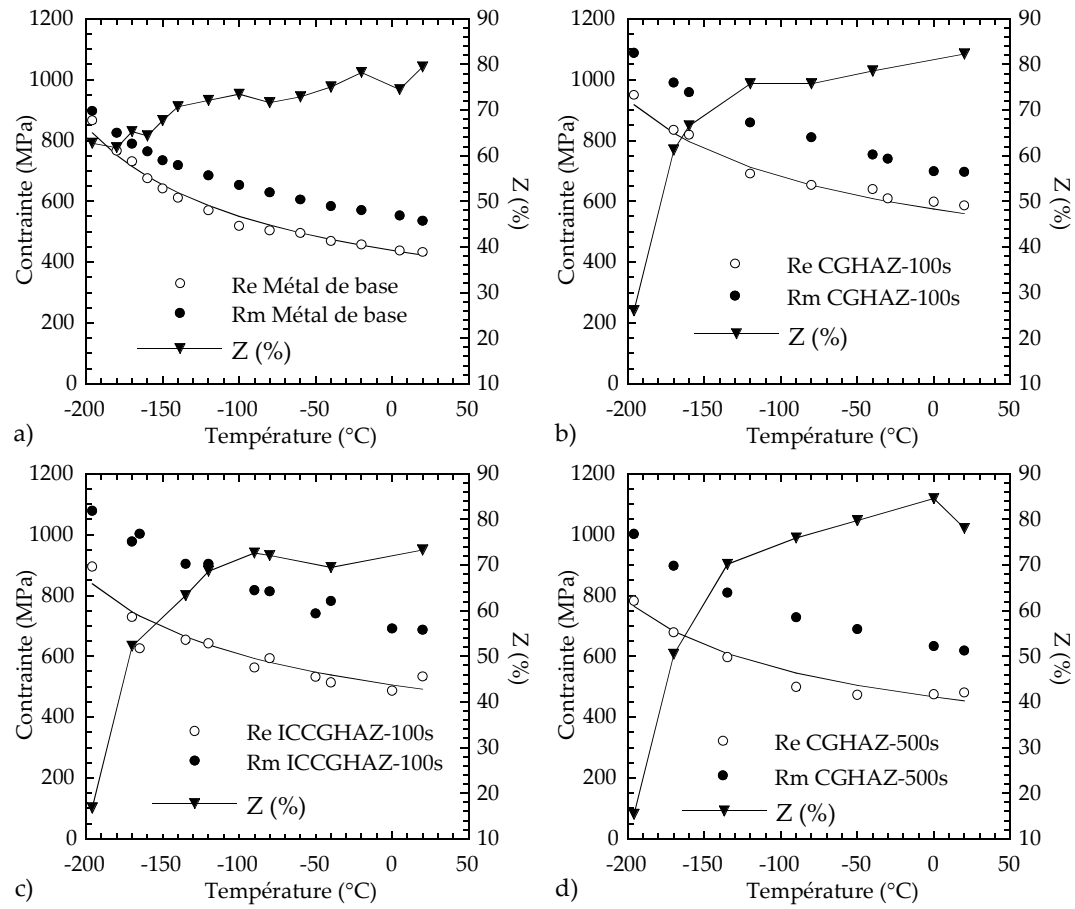 1200
1000
800
600
400
200
0
Contrainte (MPa)
90
80
70
60
50
40
30
20
10
Z (%)
Re Métal de base
Rm Métal de base
Z (%)
-200 -150 -100 -50 0 50
Température (°C)
a)
1200
1000
800
600
400
200
0
Contrainte (MPa)
90
80
70
60
50
40
30
20
10
Z (%)
Re CGHAZ-100s
Rm CGHAZ-100s
Z (%)
-200 -150 -100 -50 0 50
Température (°C)
b)
1200
1000
800
600
400
200
0
Contrainte (MPa)
90
80
70
60
50
40
30
20
10
Z (%)
Re ICCGHAZ-100s
Rm ICCGHAZ-100s
Z (%)
-200 -150 -100 -50 0 50
Température (°C)
c)
1200
1000
800
600
400
200
0
Contrainte (MPa)
90
80
70
60
50
40
30
20
10
Z (%)
Re CGHAZ-500s
Rm CGHAZ-500s
Z (%)
-200 -150 -100 -50 0 50
Température (°C)
d)